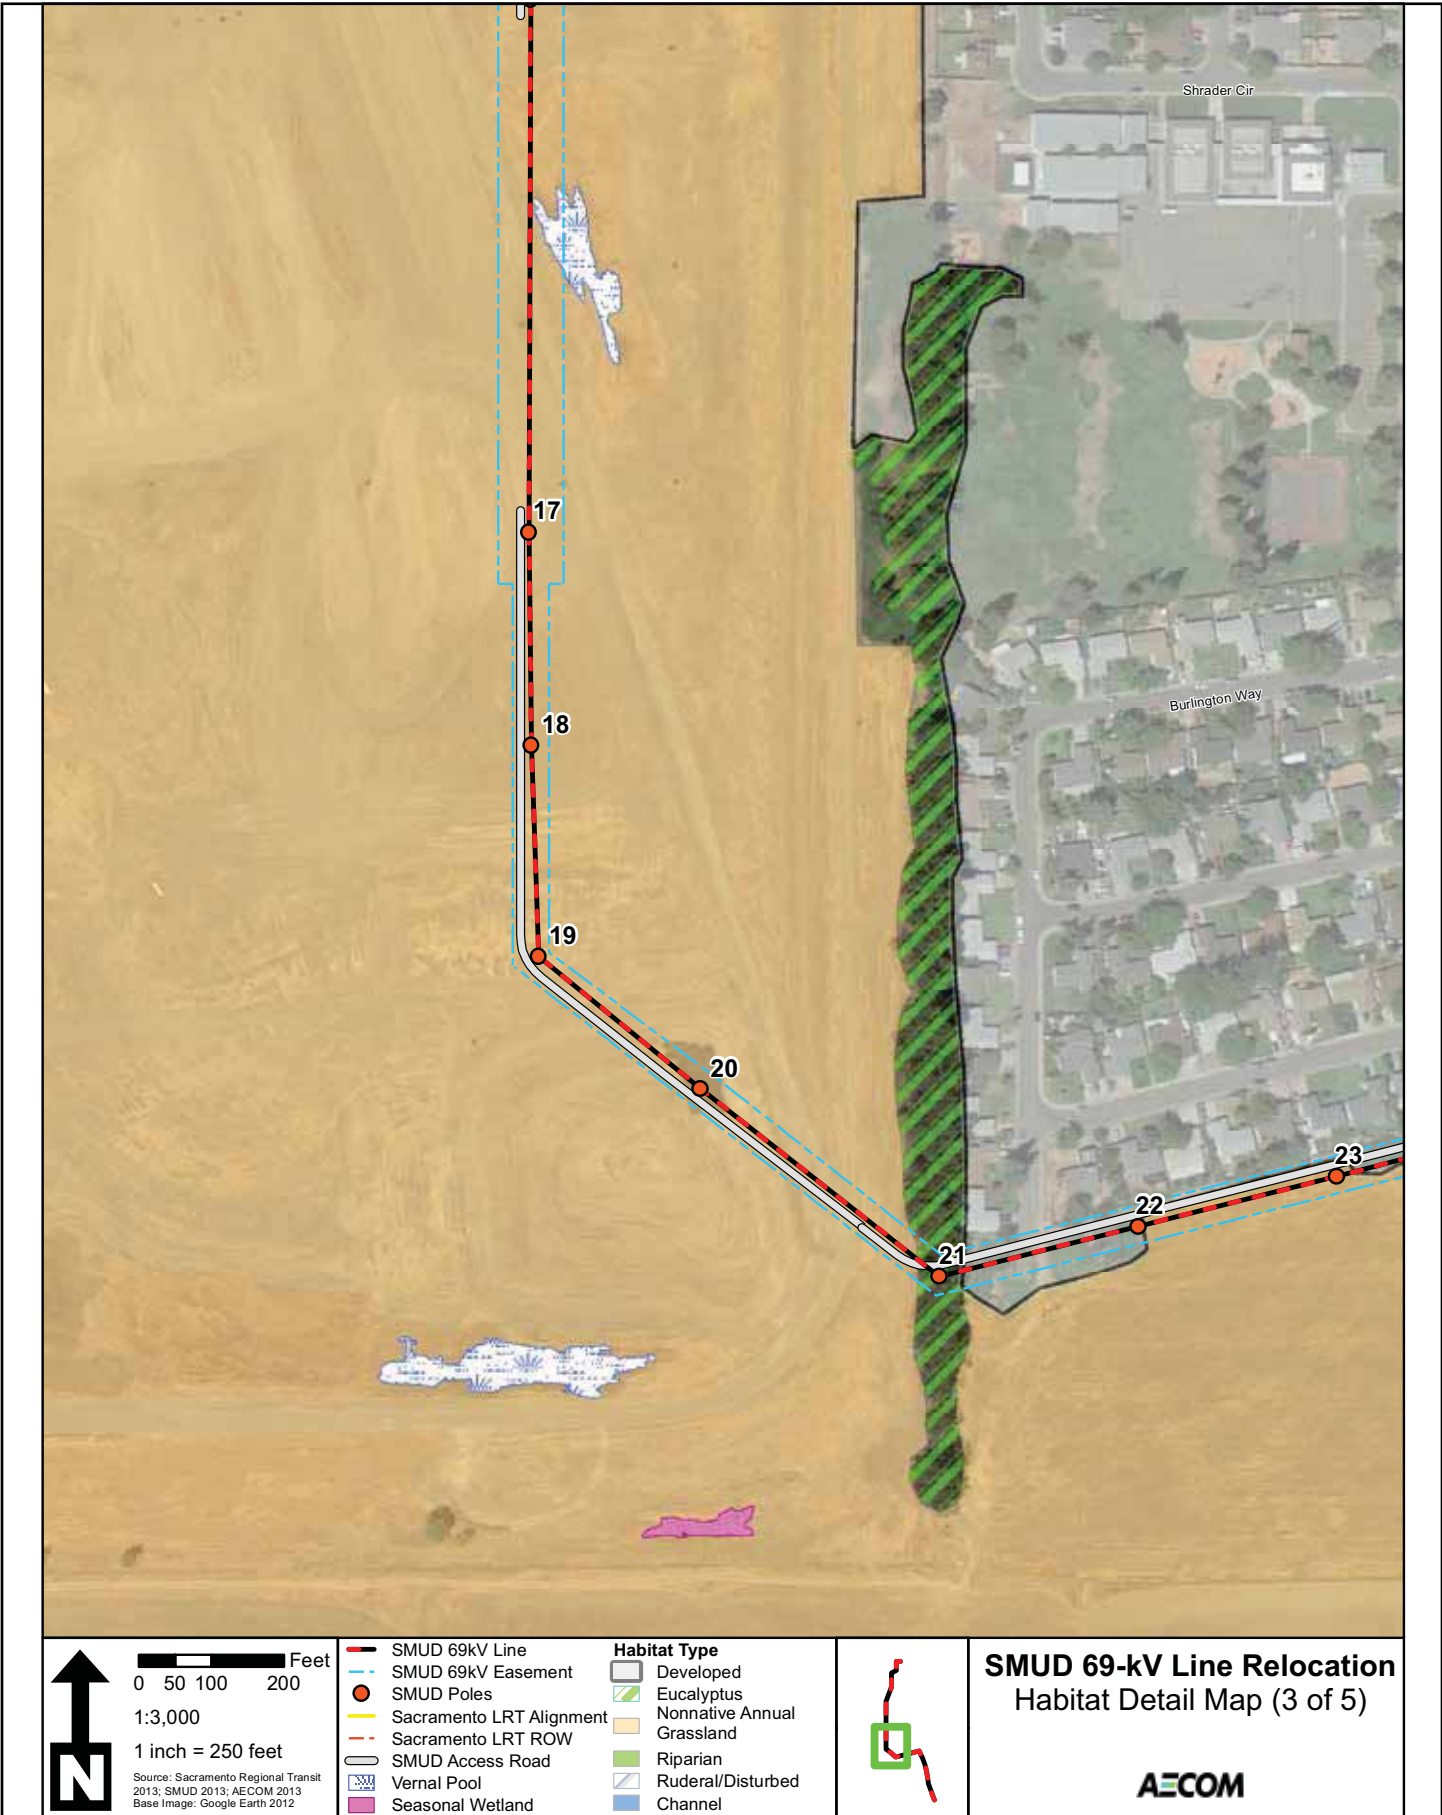 Shrader Cir
17
Burlington Way
18
19
20
23
22
21
Feet
0 50 100 200
1:3,000
1 inch = 250 feet
Source: Sacramento Regional Transit
2013; SMUD 2013; AECOM 2013
Base Image: Google Earth 2012
N
SMUD 69kV Line
SMUD 69kV Easement
SMUD Poles
Sacramento LRT Alignment
Sacramento LRT ROW
SMUD Access Road
Vernal Pool
Seasonal Wetland
Habitat Type
Developed
Eucalyptus
Nonnative Annual
Grassland
Riparian
Ruderal/Disturbed
Channel
SMUD 69-kV Line Relocation
Habitat Detail Map (3 of 5)
AECOM